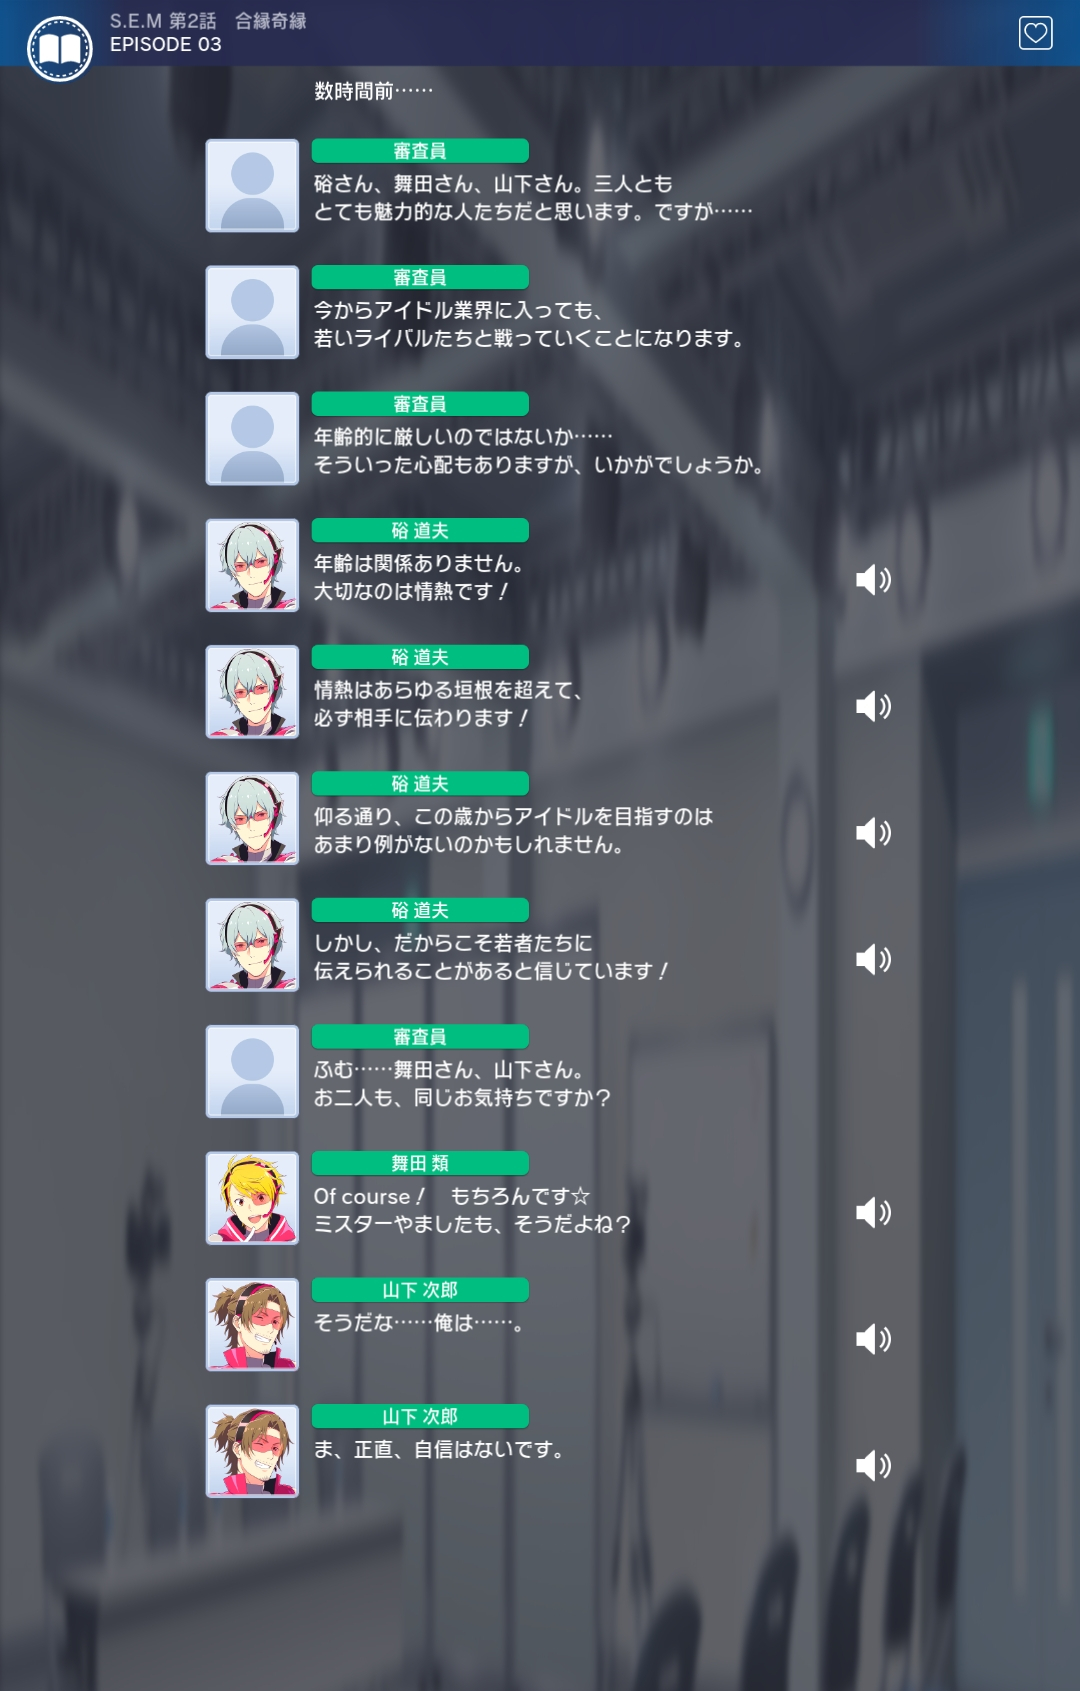 S.E.M 第2話　合縁奇縁
EPISODE 03
数時間前……
審査員
硲さん、舞田さん、山下さん。三人とも
とても魅力的な人たちだと思います。ですが……
審査員
今からアイドル業界に入っても、
若いライバルたちと戦っていくことになります。
審査員
年齢的に厳しいのではないか……
そういった心配もありますが、いかがでしょうか。
硲 道夫
年齢は関係ありません。
大切なのは情熱です！
硲 道夫
情熱はあらゆる垣根を超えて、
必ず相手に伝わります！
硲 道夫
仰る通り、この歳からアイドルを目指すのは
あまり例がないのかもしれません。
硲 道夫
しかし、だからこそ若者たちに
伝えられることがあると信じています！
審査員
ふむ……舞田さん、山下さん。
お二人も、同じお気持ちですか？
舞田 類
Of course！　もちろんです☆
ミスターやましたも、そうだよね？
山下 次郎
そうだな……俺は……。
山下 次郎
ま、正直、自信はないです。